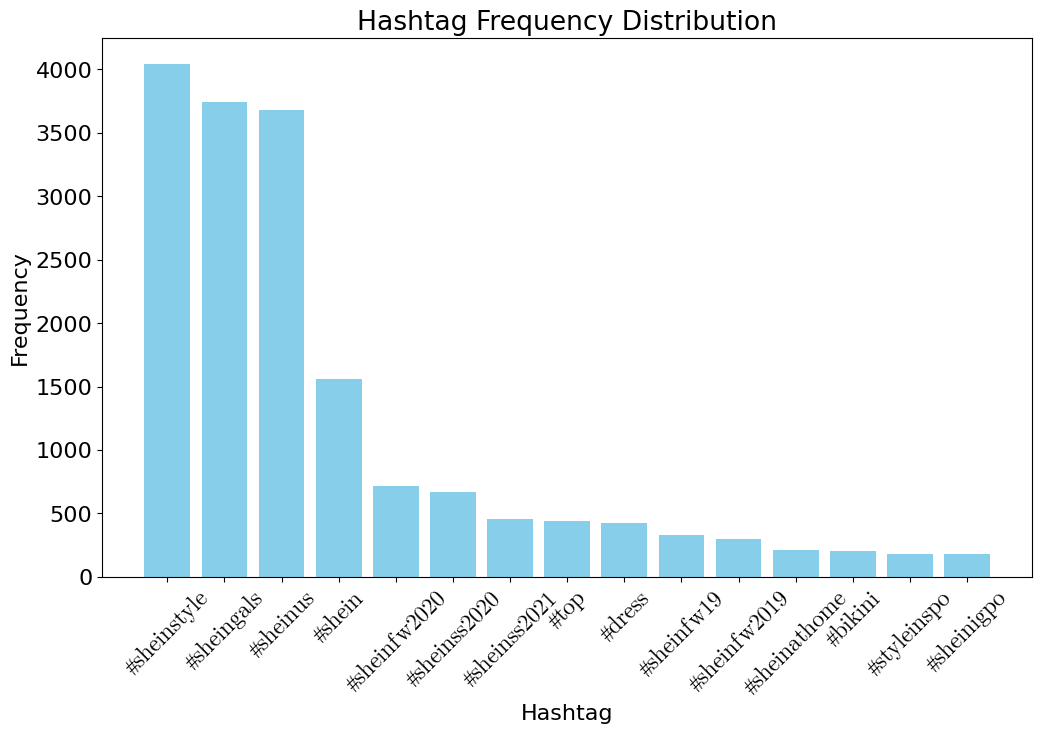 Hashtag Frequency Distribution
Frequency
4000
3500
3000
2500
2000
1500
1000
500
0
#sheinstyle
#sheingals
#sheinus
#shein
#sheinfw2020
#sheinss2020
#sheinss2021
#top
#dress
#sheinfw19
#sheinfw2019
#sheinathome
#bikini
#styleinspo
#sheinigpo
Hashtag